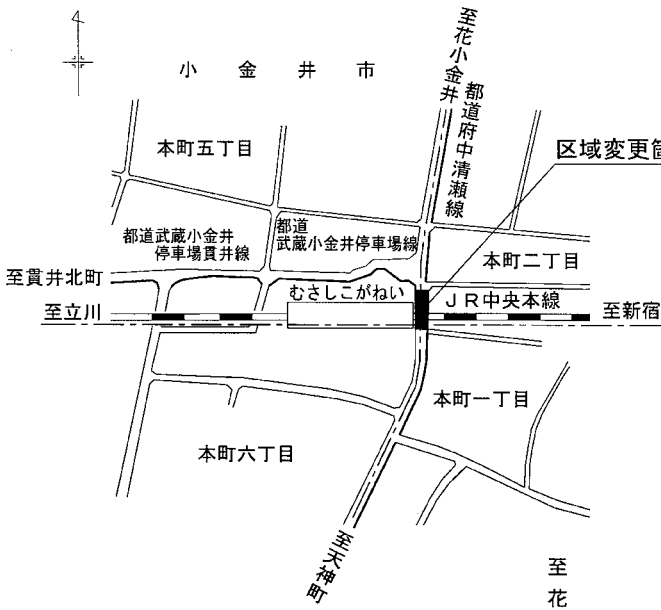 小金井市
至花小金井
都道府中清瀬線
本町五丁目
区域変更箇
都道武蔵小金井
停車場貫井線
都道
武蔵小金井停車場線
本町二丁目
至貫井北町
むさしこがねい
JR中央本線
至立川
至新宿
本町一丁目
本町六丁目
至天神町
至花